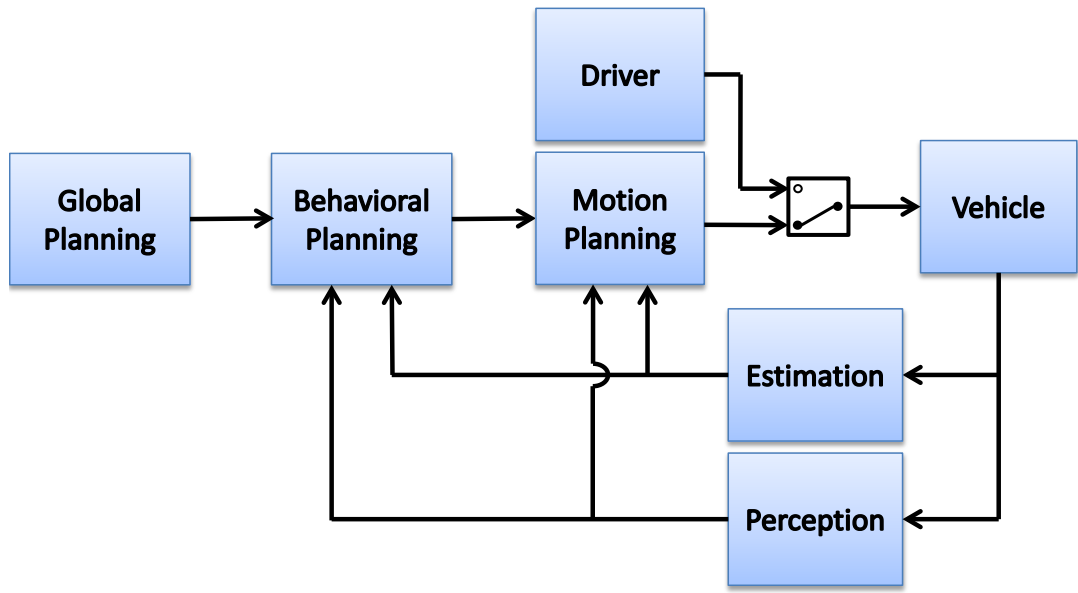 Driver
Global
Planning
Behavioral
Planning
Motion
Planning
Vehicle
Estimation
Perception